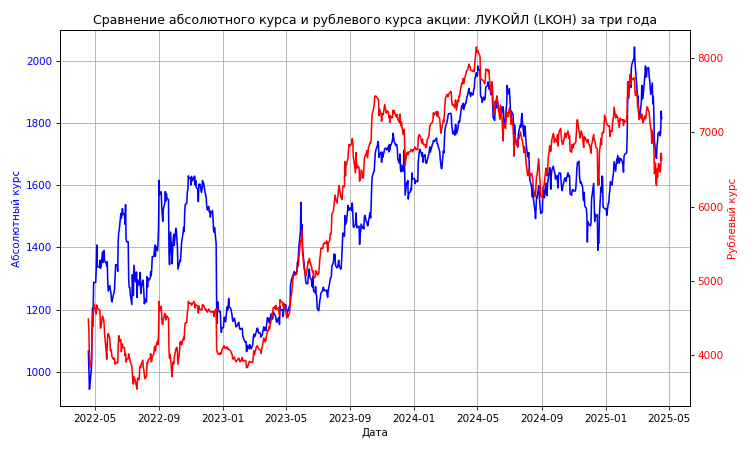 Сравнение абсолютного курса и рублевого курса акции: ЛУКОЙЛ (LKOH) за три года
2000
1800
1600
1400
1200
1000
Абсолютный курс
8000
7000
6000
5000
4000
Рублевый курс
2022-05 2022-09 2023-01 2023-05 2023-09 2024-01 2024-05 2024-09 2025-01 2025-05
Дата